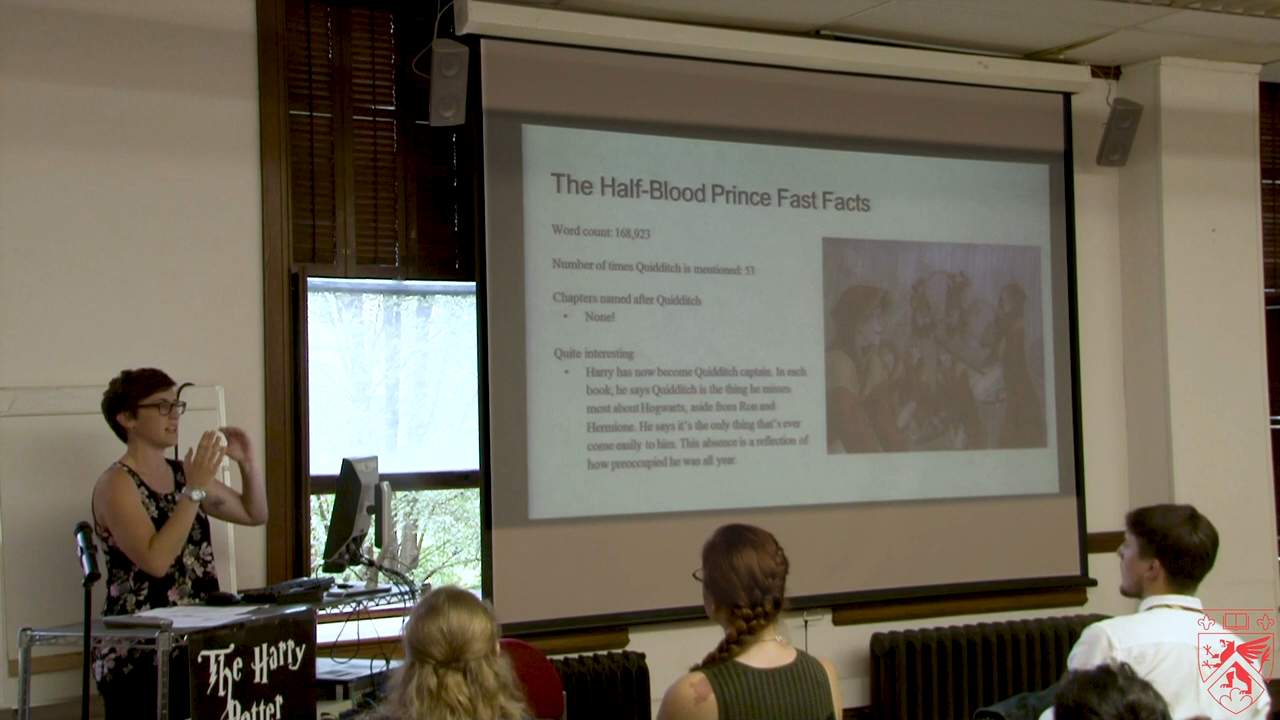 The Half-Blood Prince Fast Facts
Word count: 168,923
Number of times Quidditch is mentioned: 53
Chapters named after Quidditch
• None!
Quite interesting
• Harry has now become Quidditch captain. In each
book, he says Quidditch is the thing he misses
most about Hogwarts, aside from Ron and
Hermione. He says it's the only thing that's ever
come easily to him. This absence is a reflection of
how preoccupied he was all year.
The Harry
Potter